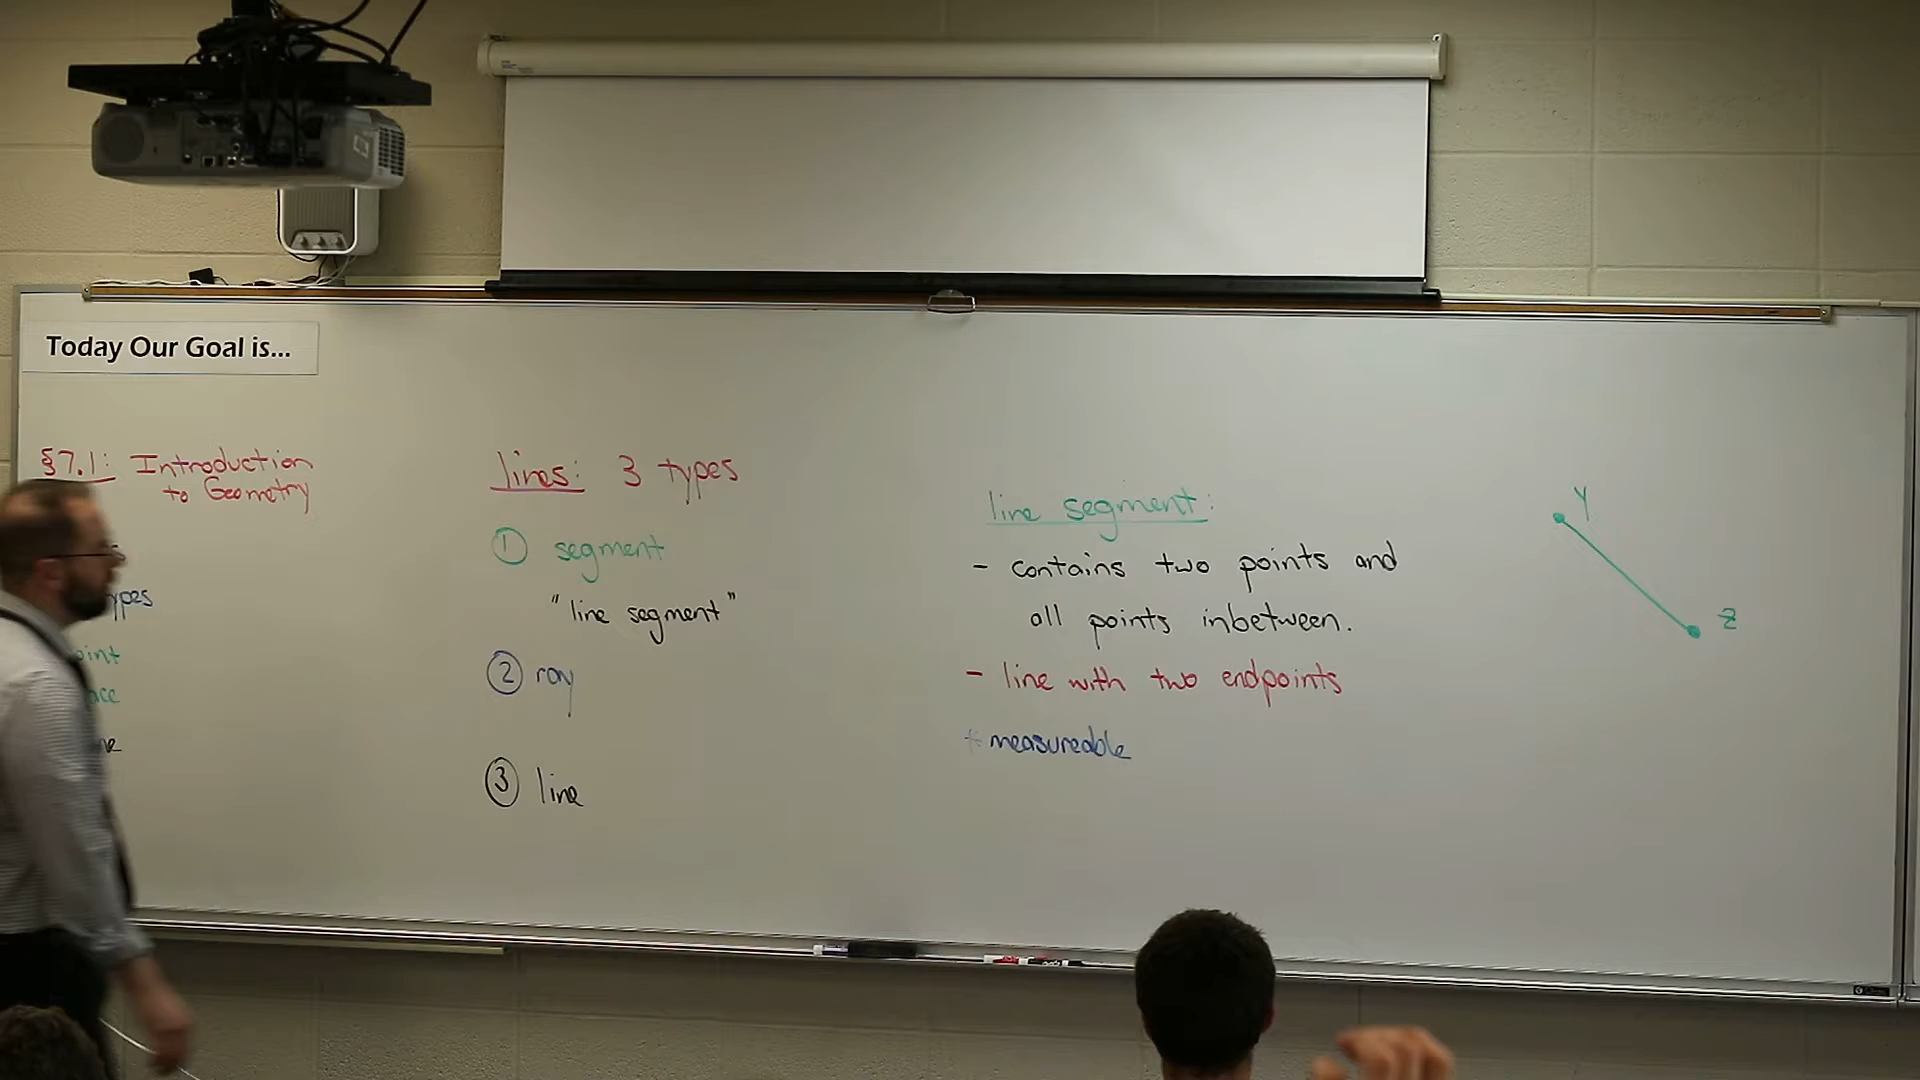 Today Our Goal is...
§7.1: Introduction
to Geometry
lines: 3 types
① segment
"line segment"
② ray
③ line
line segment:
- contains two points and
all points inbetween.
- line with two endpoints
+ measureable
Y
Z